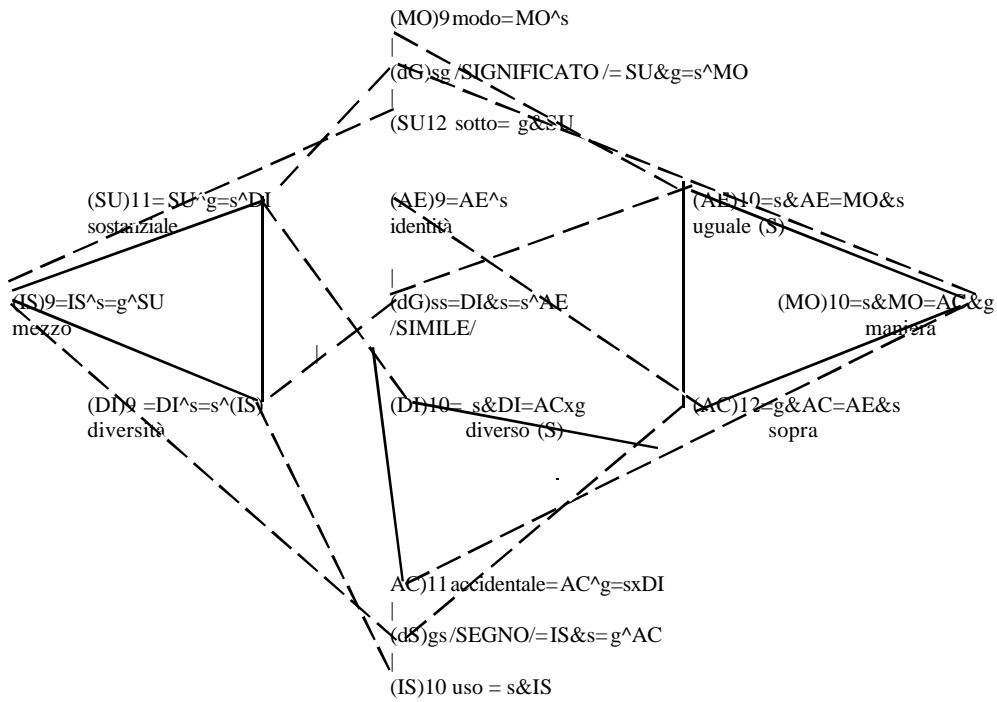 (MO)9 modo=MO^s
(dG)sg /SIGNIFICATO /= SU&g=s^MO
(SU12 sotto= g&SU
(SU)11= SU^g=s^DI
sostanziale
(AE)9=AE^s
identità
(AE)10=s&AE=MO&s
uguale (S)
(IS)9=IS^s=g^SU
mezzo
(dG)ss=DI&s=s^AE
/SIMILE/
(MO)10=s&MO=AC&g
maniera
(DI)9 =DI^s=s^(IS)
diversità
(DI)10= s&DI=ACxg
diverso (S)
(AC)12=g&AC=AE&s
sopra
AC)11 accidentale=AC^g=sxDI
(dS)gs /SEGNO/=IS&s=g^AC
(IS)10 uso = s&IS